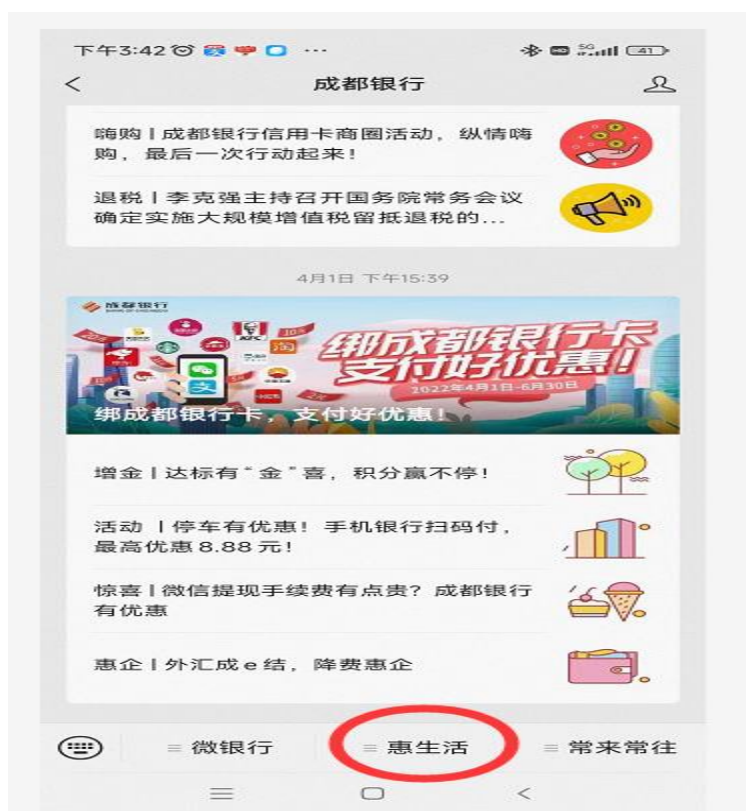 下午3:42
5G
41
成都银行
嗨购 | 成都银行信用卡商圈活动，纵情嗨
购，最后一次行动起来！
退税 | 李克强主持召开国务院常务会议
确定实施大规模增值税留抵退税的...
4月1日 下午15:39
成都银行
BANK OF CHENGDU
KFC
淘
绑成都银行卡
支付好优惠！
2022年4月1日-6月30日
绑成都银行卡，支付好优惠！
增金 | 达标有“金”喜，积分赢不停！
活动 | 停车有优惠！手机银行扫码付，
最高优惠8.88元！
惊喜 | 微信提现手续费有点贵？成都银行
有优惠
惠企 | 外汇成e结，降费惠企
微银行
惠生活
常来常往